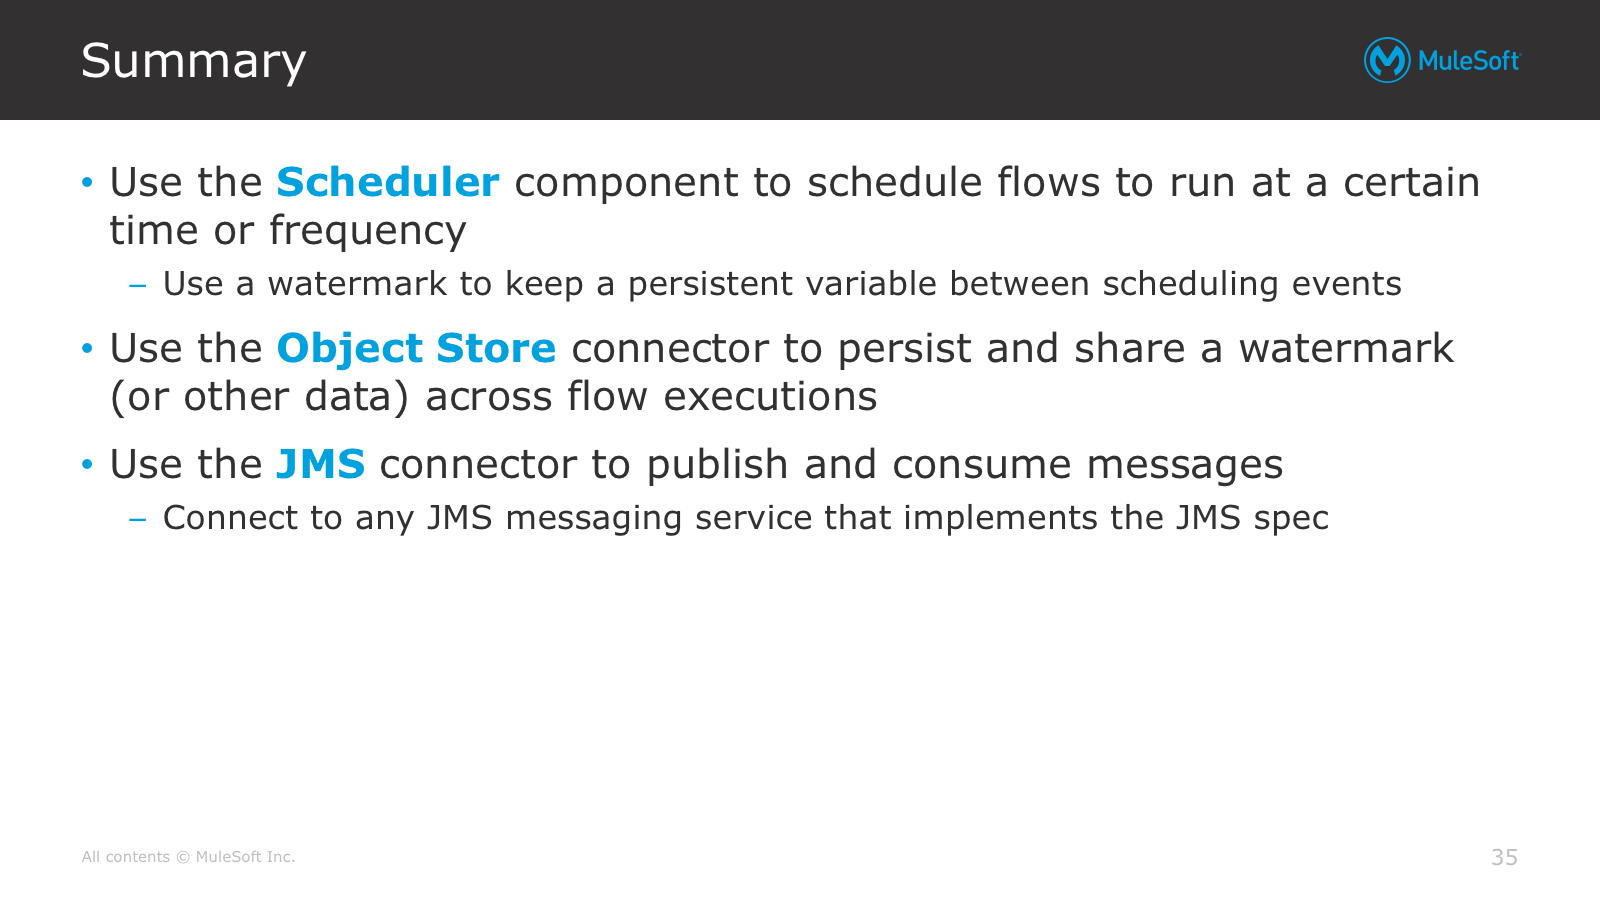 Summary
MuleSoft
• Use the Scheduler component to schedule flows to run at a certain
time or frequency
– Use a watermark to keep a persistent variable between scheduling events
• Use the Object Store connector to persist and share a watermark
(or other data) across flow executions
• Use the JMS connector to publish and consume messages
– Connect to any JMS messaging service that implements the JMS spec
All contents © MuleSoft Inc.
35